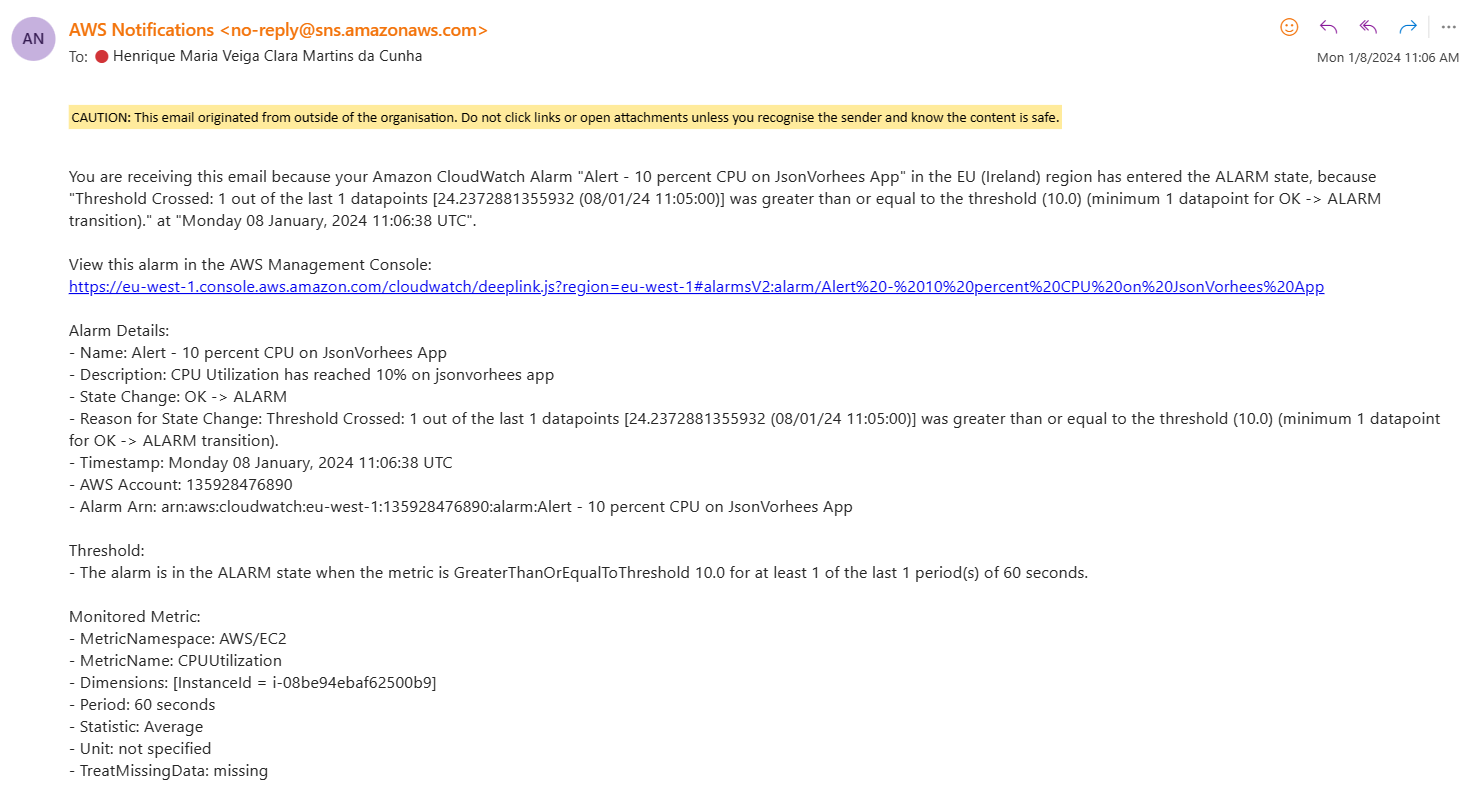 AN
AWS Notifications <no-reply@sns.amazonaws.com>
To: Henrique Maria Veiga Clara Martins da Cunha
Mon 1/8/2024 11:06 AM
CAUTION: This email originated from outside of the organisation. Do not click links or open attachments unless you recognise the sender and know the content is safe.
You are receiving this email because your Amazon CloudWatch Alarm "Alert - 10 percent CPU on JsonVorhees App" in the EU (Ireland) region has entered the ALARM state, because
"Threshold Crossed: 1 out of the last 1 datapoints [24.2372881355932 (08/01/24 11:05:00)] was greater than or equal to the threshold (10.0) (minimum 1 datapoint for OK -> ALARM
transition)." at "Monday 08 January, 2024 11:06:38 UTC".
View this alarm in the AWS Management Console:
https://eu-west-1.console.aws.amazon.com/cloudwatch/deeplink.js?region=eu-west-1#alarmsV2:alarm/Alert%20-%2010%20percent%20CPU%20on%20JsonVorhees%20App
Alarm Details:
- Name: Alert - 10 percent CPU on JsonVorhees App
- Description: CPU Utilization has reached 10% on jsonvorhees app
- State Change: OK -> ALARM
- Reason for State Change: Threshold Crossed: 1 out of the last 1 datapoints [24.2372881355932 (08/01/24 11:05:00)] was greater than or equal to the threshold (10.0) (minimum 1 datapoint
for OK -> ALARM transition).
- Timestamp: Monday 08 January, 2024 11:06:38 UTC
- AWS Account: 135928476890
- Alarm Arn: arn:aws:cloudwatch:eu-west-1:135928476890:alarm:Alert - 10 percent CPU on JsonVorhees App
Threshold:
- The alarm is in the ALARM state when the metric is GreaterThanOrEqualToThreshold 10.0 for at least 1 of the last 1 period(s) of 60 seconds.
Monitored Metric:
- MetricNamespace: AWS/EC2
- MetricName: CPUUtilization
- Dimensions: [InstanceId = i-08be94ebaf62500b9]
- Period: 60 seconds
- Statistic: Average
- Unit: not specified
- TreatMissingData: missing